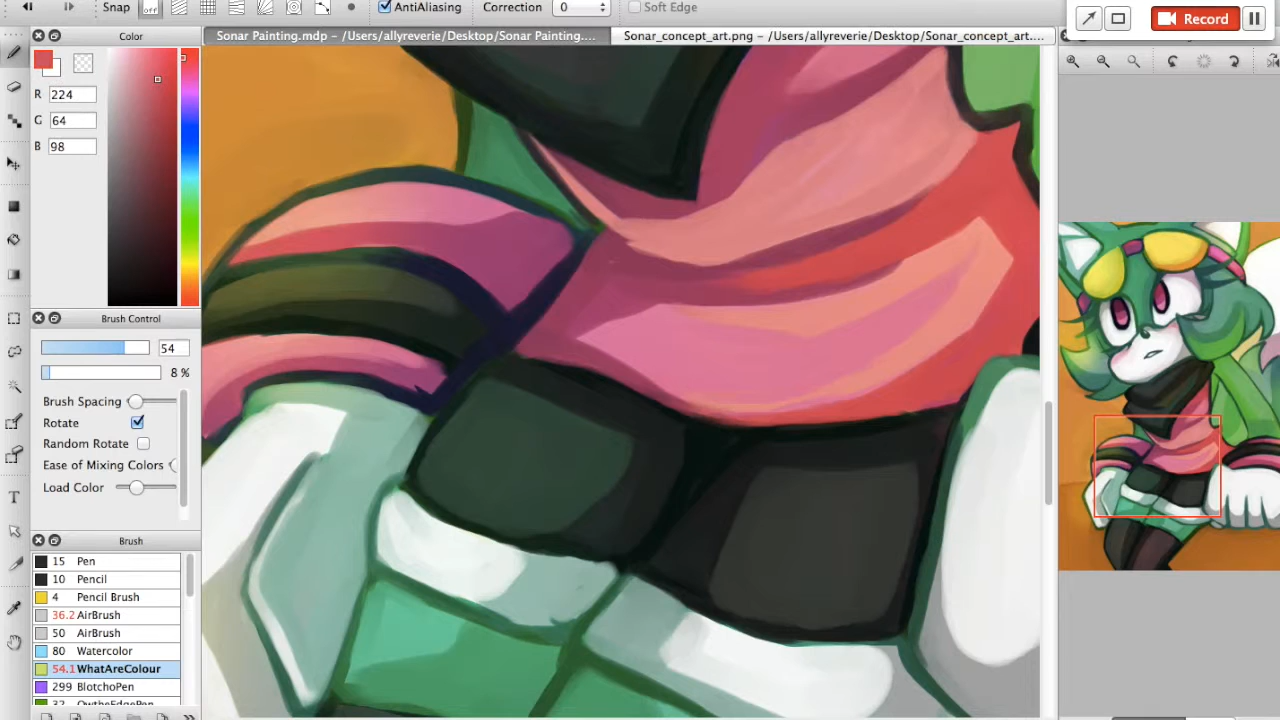 Snap off AntiAliasing Correction 0 Soft Edge
Record
Color
Sonar Painting.mdp – /Users/allyreverie/Desktop/Sonar Painting....
Sonar_concept_art.png – /Users/allyreverie/Desktop/Sonar_concept_art....
R 224
G 64
B 98
Brush Control
54
8 %
Brush Spacing
Rotate
Random Rotate
Ease of Mixing Colors
Load Color
Brush
15 Pen
10 Pencil
4 Pencil Brush
36.2 AirBrush
50 AirBrush
80 Watercolor
54.1 WhatAreColour
299 BlotchoPen
32 OwtheEdgePen
T